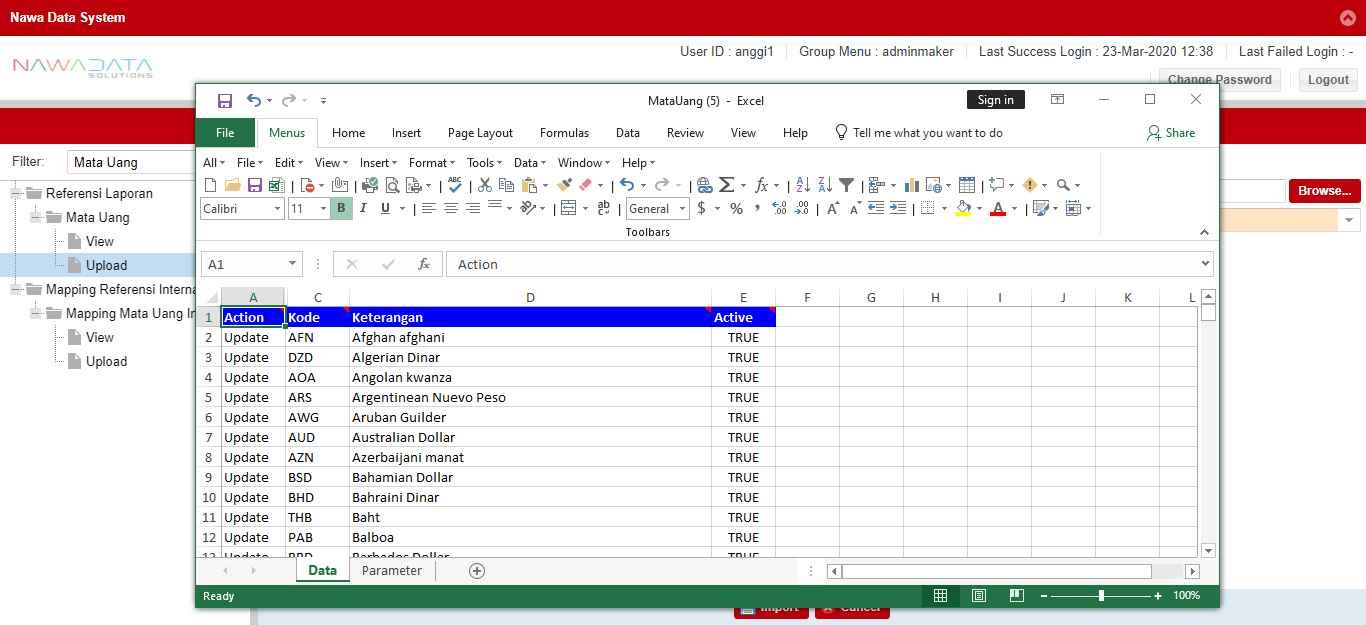 Nawa Data System
NAWADATA
SOLUTIONS
User ID : anggi1
Group Menu : adminmaker
Last Success Login : 23-Mar-2020 12:38
Last Failed Login : -
Change Password
Logout
Filter:
Mata Uang
Referensi Laporan
Mata Uang
View
Upload
Mapping Referensi Interna
Mapping Mata Uang In
View
Upload
Browse...
MataUang (5) - Excel
Sign in
File Menus Home Insert Page Layout Formulas Data Review View Help Tell me what you want to do Share
All File Edit View Insert Format Tools Data Window Help
Calibri 11 B I U General $ %
Toolbars
A1 fx Action
A C D E F G H I J K L
1 Action Kode Keterangan Active
2 Update AFN Afghan afghani TRUE
3 Update DZD Algerian Dinar TRUE
4 Update AOA Angolan kwanza TRUE
5 Update ARS Argentinean Nuevo Peso TRUE
6 Update AWG Aruban Guilder TRUE
7 Update AUD Australian Dollar TRUE
8 Update AZN Azerbaijani manat TRUE
9 Update BSD Bahamian Dollar TRUE
10 Update BHD Bahraini Dinar TRUE
11 Update THB Baht TRUE
12 Update PAB Balboa TRUE
13 Update BBD Barbados Dollar TRUE
Data Parameter
Ready
100%
Import Cancel